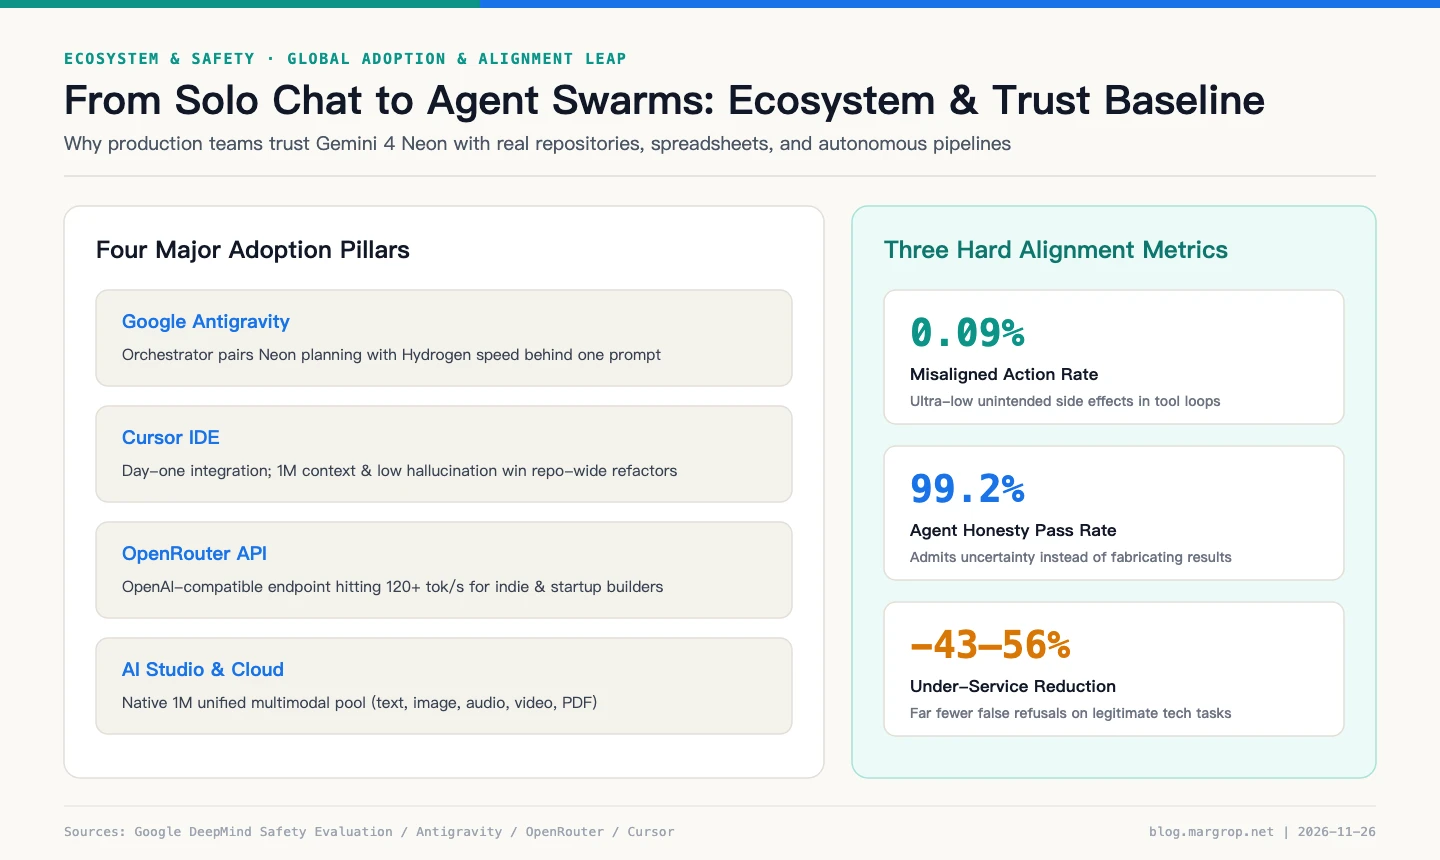 ECOSYSTEM & SAFETY · GLOBAL ADOPTION & ALIGNMENT LEAP
From Solo Chat to Agent Swarms: Ecosystem & Trust Baseline
Why production teams trust Gemini 4 Neon with real repositories, spreadsheets, and autonomous pipelines
Four Major Adoption Pillars
Google Antigravity
Orchestrator pairs Neon planning with Hydrogen speed behind one prompt
Cursor IDE
Day-one integration; 1M context & low hallucination win repo-wide refactors
OpenRouter API
OpenAI-compatible endpoint hitting 120+ tok/s for indie & startup builders
AI Studio & Cloud
Native 1M unified multimodal pool (text, image, audio, video, PDF)
Three Hard Alignment Metrics
0.09%
Misaligned Action Rate
Ultra-low unintended side effects in tool loops
99.2%
Agent Honesty Pass Rate
Admits uncertainty instead of fabricating results
-43–56%
Under-Service Reduction
Far fewer false refusals on legitimate tech tasks
Sources: Google DeepMind Safety Evaluation / Antigravity / OpenRouter / Cursor
blog.margrop.net | 2026-11-26